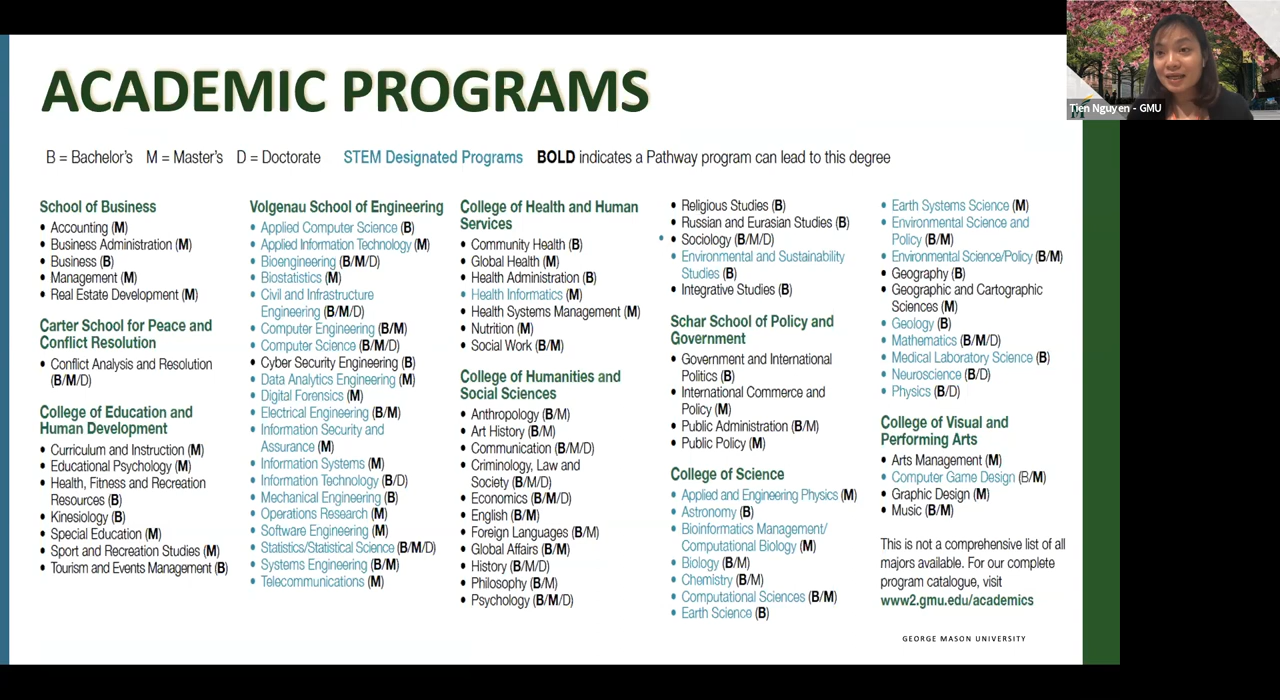 ACADEMIC PROGRAMS
B = Bachelor's M = Master's D = Doctorate STEM Designated Programs BOLD indicates a Pathway program can lead to this degree
School of Business
• Accounting (M)
• Business Administration (M)
• Business (B)
• Management (M)
• Real Estate Development (M)
Carter School for Peace and
Conflict Resolution
• Conflict Analysis and Resolution
(B/M/D)
College of Education and
Human Development
• Curriculum and Instruction (M)
• Educational Psychology (M)
• Health, Fitness and Recreation
Resources (B)
• Kinesiology (B)
• Special Education (M)
• Sport and Recreation Studies (M)
• Tourism and Events Management (B)
Volgenau School of Engineering
• Applied Computer Science (B)
• Applied Information Technology (M)
• Bioengineering (B/M/D)
• Biostatistics (M)
• Civil and Infrastructure
Engineering (B/M/D)
• Computer Engineering (B/M)
• Computer Science (B/M/D)
• Cyber Security Engineering (B)
• Data Analytics Engineering (M)
• Digital Forensics (M)
• Electrical Engineering (B/M)
• Information Security and
Assurance (M)
• Information Systems (M)
• Information Technology (B/D)
• Mechanical Engineering (B)
• Operations Research (M)
• Software Engineering (M)
• Statistics/Statistical Science (B/M/D)
• Systems Engineering (B/M)
• Telecommunications (M)
College of Health and Human
Services
• Community Health (B)
• Global Health (M)
• Health Administration (B)
• Health Informatics (M)
• Health Systems Management (M)
• Nutrition (M)
• Social Work (B/M)
College of Humanities and
Social Sciences
• Anthropology (B/M)
• Art History (B/M)
• Communication (B/M/D)
• Criminology, Law and
Society (B/M/D)
• Economics (B/M/D)
• English (B/M)
• Foreign Languages (B/M)
• Global Affairs (B/M)
• History (B/M/D)
• Philosophy (B/M)
• Psychology (B/M/D)
• Religious Studies (B)
• Russian and Eurasian Studies (B)
• Sociology (B/M/D)
• Environmental and Sustainability
Studies (B)
• Integrative Studies (B)
Schar School of Policy and
Government
• Government and International
Politics (B)
• International Commerce and
Policy (M)
• Public Administration (B/M)
• Public Policy (M)
College of Science
• Applied and Engineering Physics (M)
• Astronomy (B)
• Bioinformatics Management/
Computational Biology (M)
• Biology (B/M)
• Chemistry (B/M)
• Computational Sciences (B/M)
• Earth Science (B)
• Earth Systems Science (M)
• Environmental Science and
Policy (B/M)
• Environmental Science/Policy (B/M)
• Geography (B)
• Geographic and Cartographic
Sciences (M)
• Geology (B)
• Mathematics (B/M/D)
• Medical Laboratory Science (B)
• Neuroscience (B/D)
• Physics (B/D)
College of Visual and
Performing Arts
• Arts Management (M)
• Computer Game Design (B/M)
• Graphic Design (M)
• Music (B/M)
This is not a comprehensive list of all
majors available. For our complete
program catalogue, visit
www2.gmu.edu/academics
GEORGE MASON UNIVERSITY
Tien Nguyen - GMU